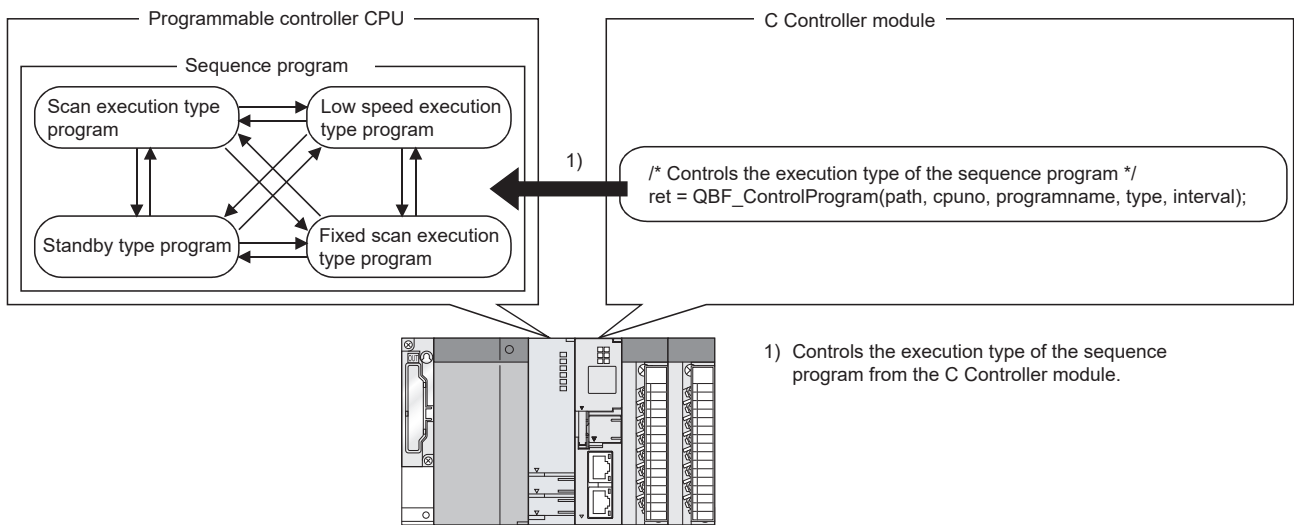 Programmable controller CPU
Sequence program
Scan execution type
program
Low speed execution
type program
Standby type program
Fixed scan execution
type program
1)
C Controller module
/* Controls the execution type of the sequence program */
ret = QBF_ControlProgram(path, cpuno, programname, type, interval);
OUT
1) Controls the execution type of the sequence
program from the C Controller module.